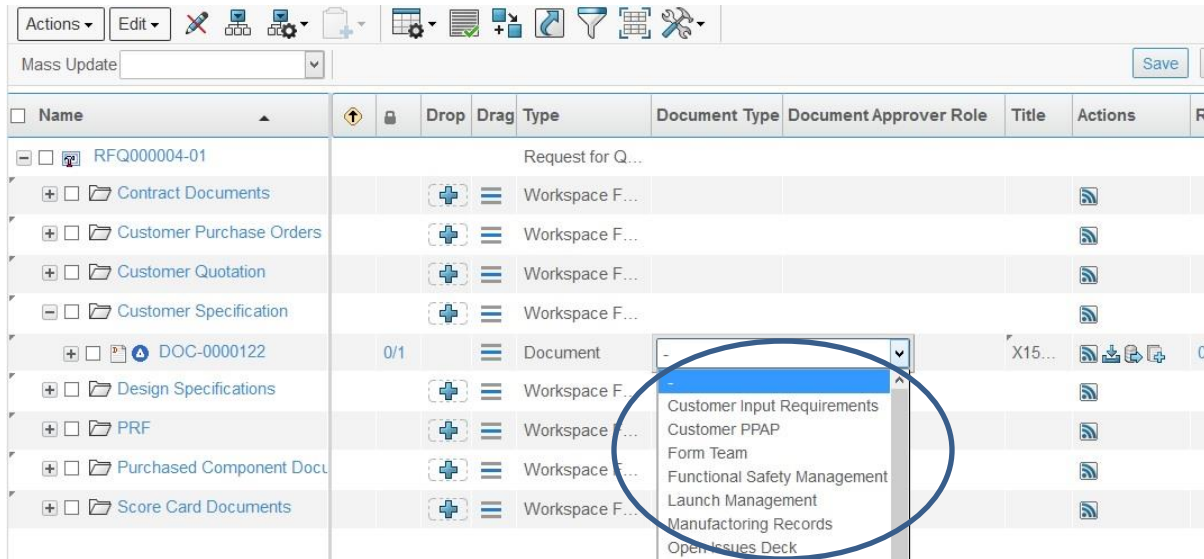 Actions Edit
Mass Update Save
Name Drop Drag Type Document Type Document Approver Role Title Actions
RFQ000004-01 Request for Q...
Contract Documents Workspace F...
Customer Purchase Orders Workspace F...
Customer Quotation Workspace F...
Customer Specification Workspace F...
DOC-0000122 0/1 Document - X15...
Design Specifications Workspace F... -
Customer Input Requirements
PRF Workspace F... Customer PPAP
Form Team
Purchased Component Docu Workspace F... Functional Safety Management
Launch Management
Score Card Documents Workspace F... Manufactoring Records
Open Issues Deck